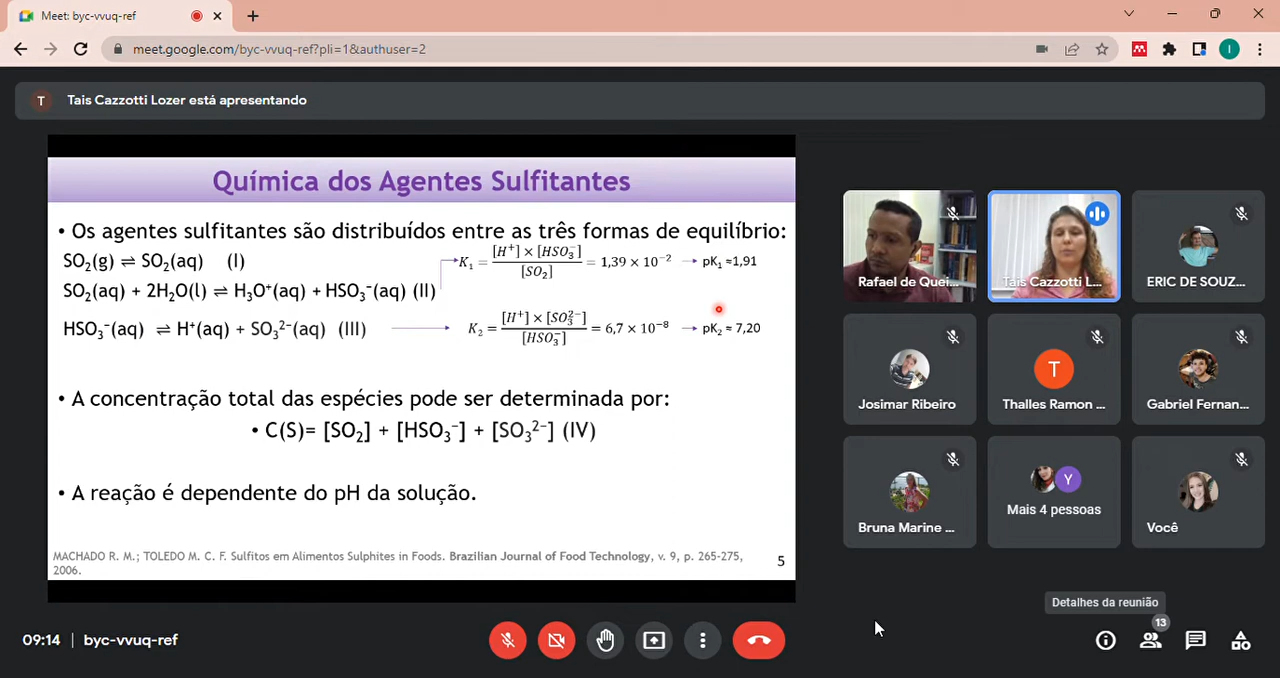 Meet: byc-vvuq-ref
meet.google.com/byc-vvuq-ref?pli=1&authuser=2
I
T Tais Cazzotti Lozer está apresentando
Química dos Agentes Sulfitantes
• Os agentes sulfitantes são distribuídos entre as três formas de equilíbrio:
SO₂(g) ⇌ SO₂(aq) (I)
K₁ = [H⁺] × [HSO₃⁻] / [SO₂] = 1,39 × 10⁻² → pK₁ ≈1,91
SO₂(aq) + 2H₂O(l) ⇌ H₃O⁺(aq) + HSO₃⁻(aq) (II)
HSO₃⁻(aq) ⇌ H⁺(aq) + SO₃²⁻(aq) (III)
K₂ = [H⁺] × [SO₃²⁻] / [HSO₃⁻] = 6,7 × 10⁻⁸ → pK₂ ≈ 7,20
• A concentração total das espécies pode ser determinada por:
• C(S)= [SO₂] + [HSO₃⁻] + [SO₃²⁻] (IV)
• A reação é dependente do pH da solução.
MACHADO R. M.; TOLEDO M. C. F. Sulfitos em Alimentos Sulphites in Foods. Brazilian Journal of Food Technology, v. 9, p. 265-275,
2006.
5
Rafael de Quei...
Tais Cazzotti L...
ERIC DE SOUZ...
Josimar Ribeiro
T
Thalles Ramon ...
Gabriel Fernan...
Bruna Marine ...
Y
Mais 4 pessoas
Você
Detalhes da reunião
09:14 | byc-vvuq-ref
13